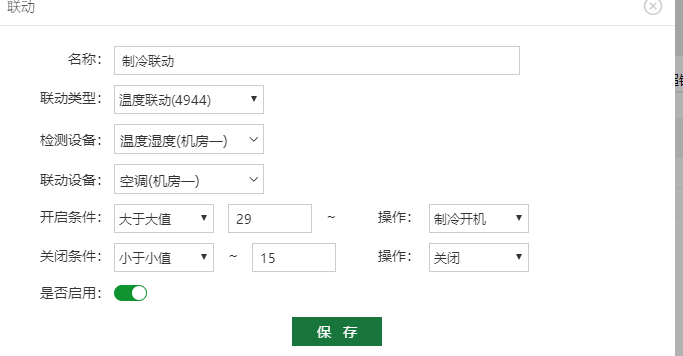 联动
名称： 制冷联动
联动类型： 温度联动(4944)
检测设备： 温度湿度(机房一)
联动设备： 空调(机房一)
开启条件： 大于大值 29 ~ 操作： 制冷开机
关闭条件： 小于小值 ~ 15 操作： 关闭
是否启用：
保 存